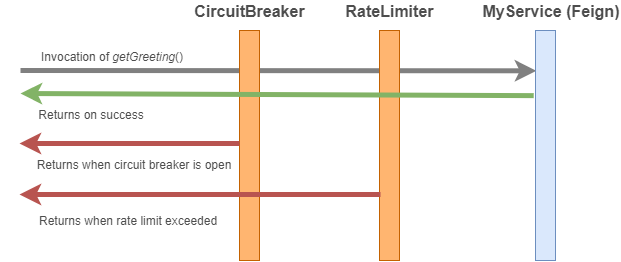 CircuitBreaker RateLimiter MyService (Feign)
Invocation of getGreeting()
Returns on success
Returns when circuit breaker is open
Returns when rate limit exceeded